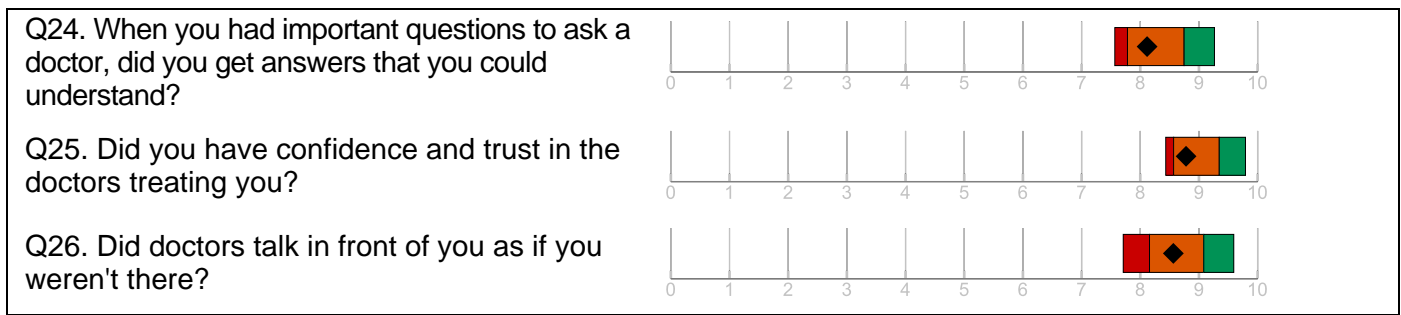 Q24. When you had important questions to ask a
doctor, did you get answers that you could
understand?
0 1 2 3 4 5 6 7 8 9 10
Q25. Did you have confidence and trust in the
doctors treating you?
0 1 2 3 4 5 6 7 8 9 10
Q26. Did doctors talk in front of you as if you
weren't there?
0 1 2 3 4 5 6 7 8 9 10